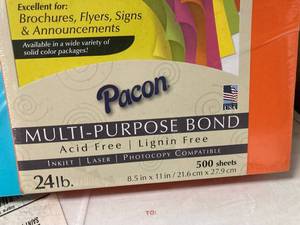 Excellent for:
Brochures, Flyers, Signs
& Announcements
Available in a wide variety of
solid color packages!
Pacon
USA
MULTI-PURPOSE BOND
Acid Free | Lignin Free
INKJET | LASER | PHOTOCOPY COMPATIBLE
500 sheets
24lb.
8.5 in x 11 in / 21.6 cm x 27.9 cm
TO: